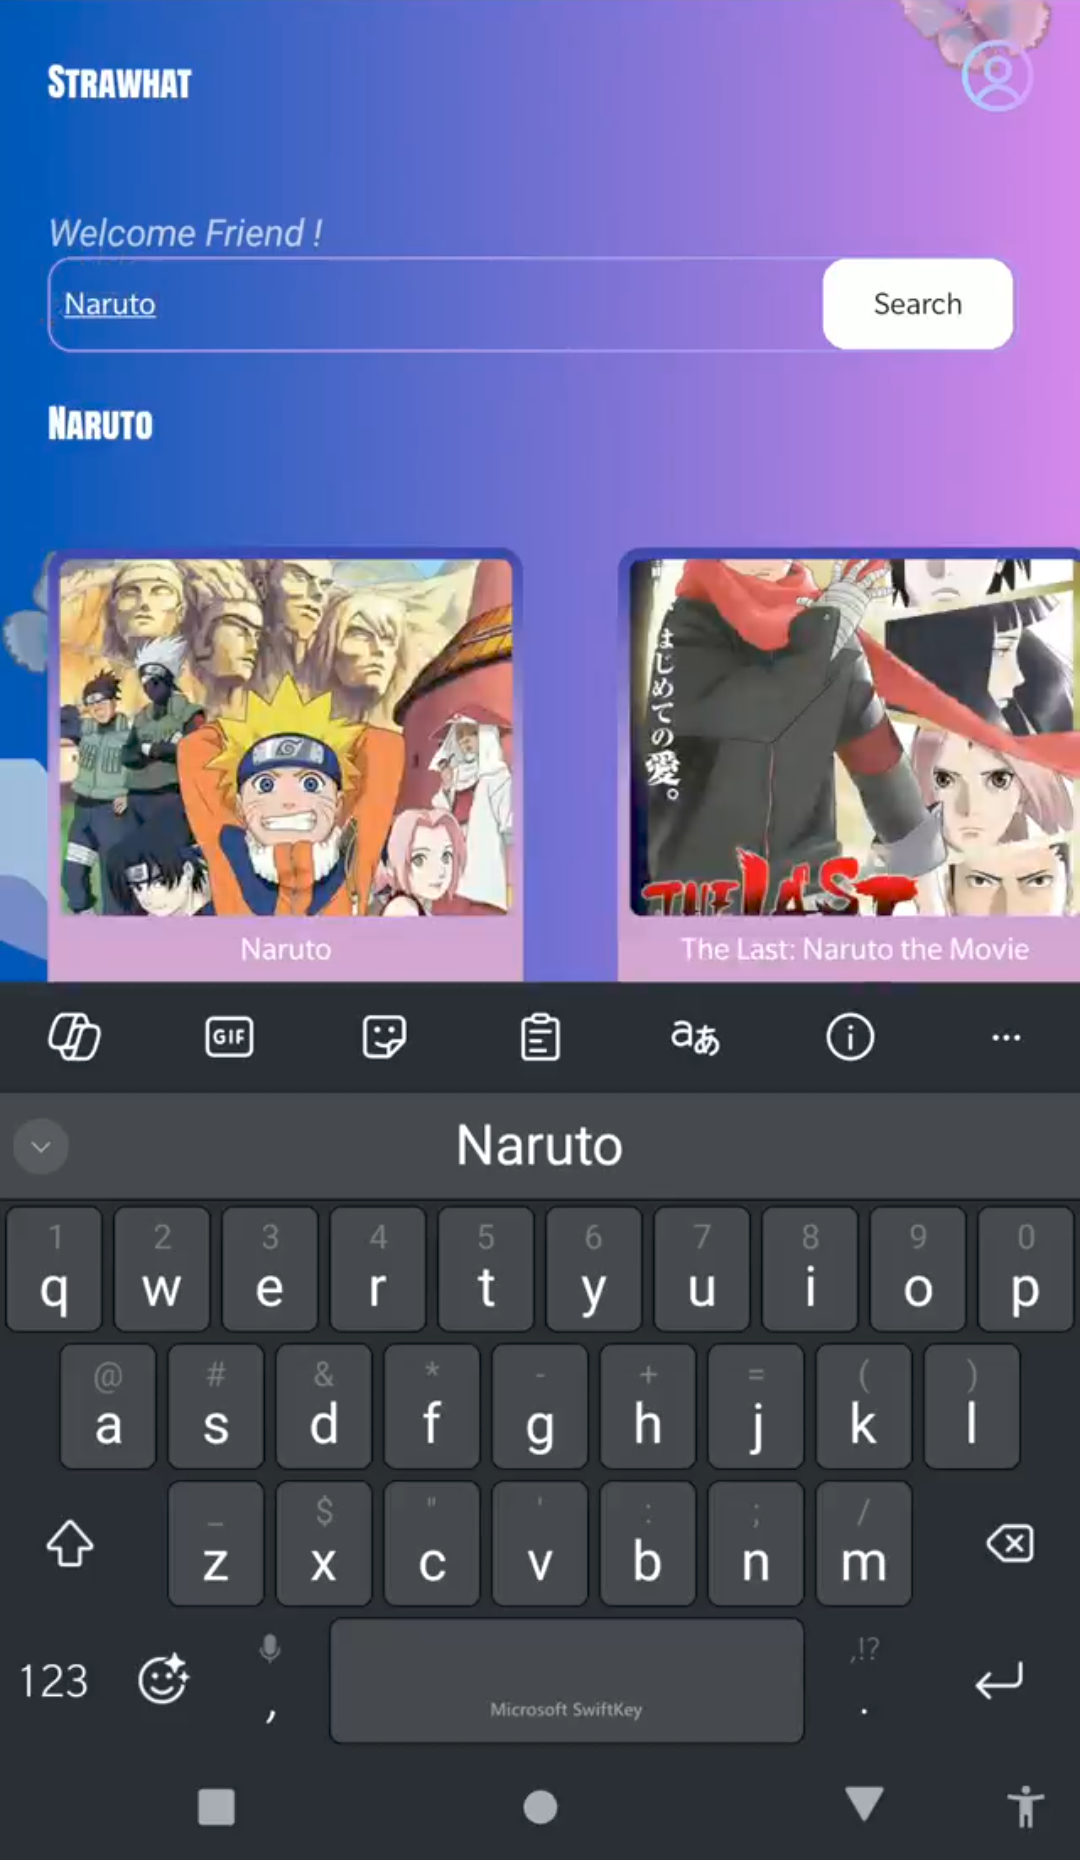 STRAWHAT
Welcome Friend !
Naruto
Search
NARUTO
はじめての愛。
THE LAST
Naruto
The Last: Naruto the Movie
GIF
aあ
Naruto
1 2 3 4 5 6 7 8 9 0
q w e r t y u i o p
@ # & * - + = ( )
a s d f g h j k l
_ $ " ' : ; /
z x c v b n m
123 , ,!? .
Microsoft SwiftKey